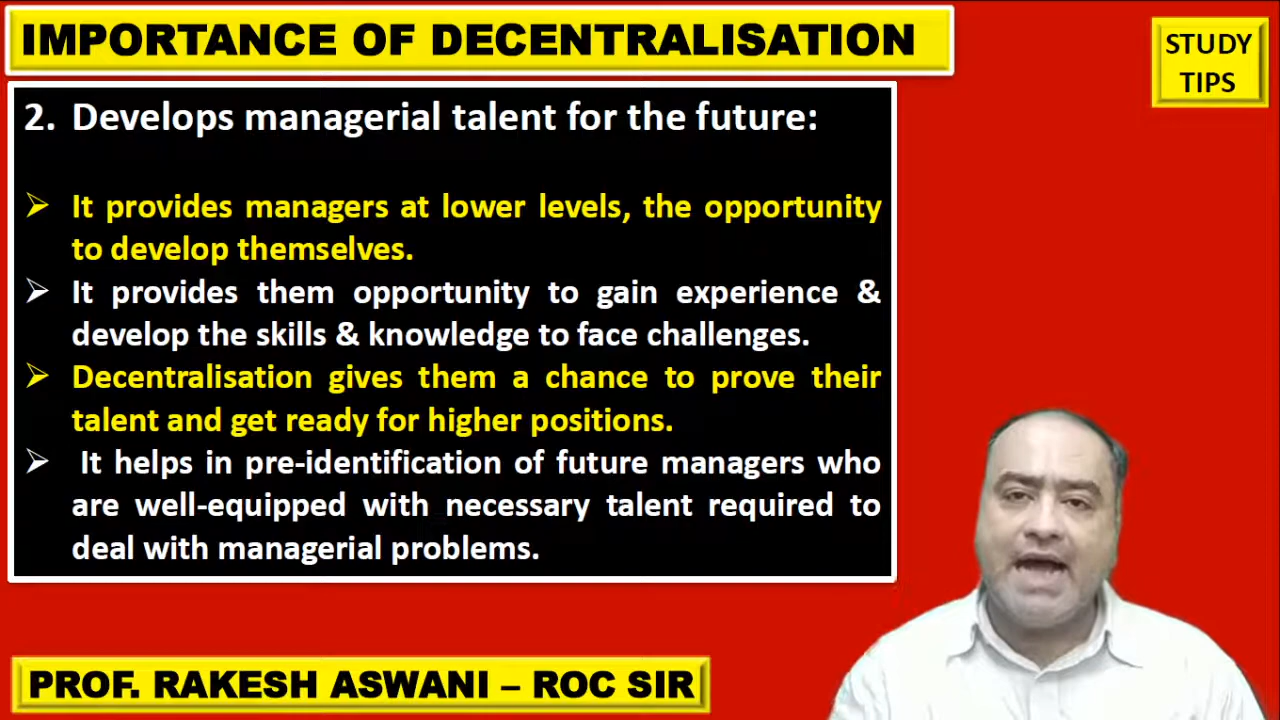 IMPORTANCE OF DECENTRALISATION
STUDY
TIPS
2. Develops managerial talent for the future:
➢ It provides managers at lower levels, the opportunity
to develop themselves.
➢ It provides them opportunity to gain experience &
develop the skills & knowledge to face challenges.
➢ Decentralisation gives them a chance to prove their
talent and get ready for higher positions.
➢ It helps in pre-identification of future managers who
are well-equipped with necessary talent required to
deal with managerial problems.
PROF. RAKESH ASWANI – ROC SIR